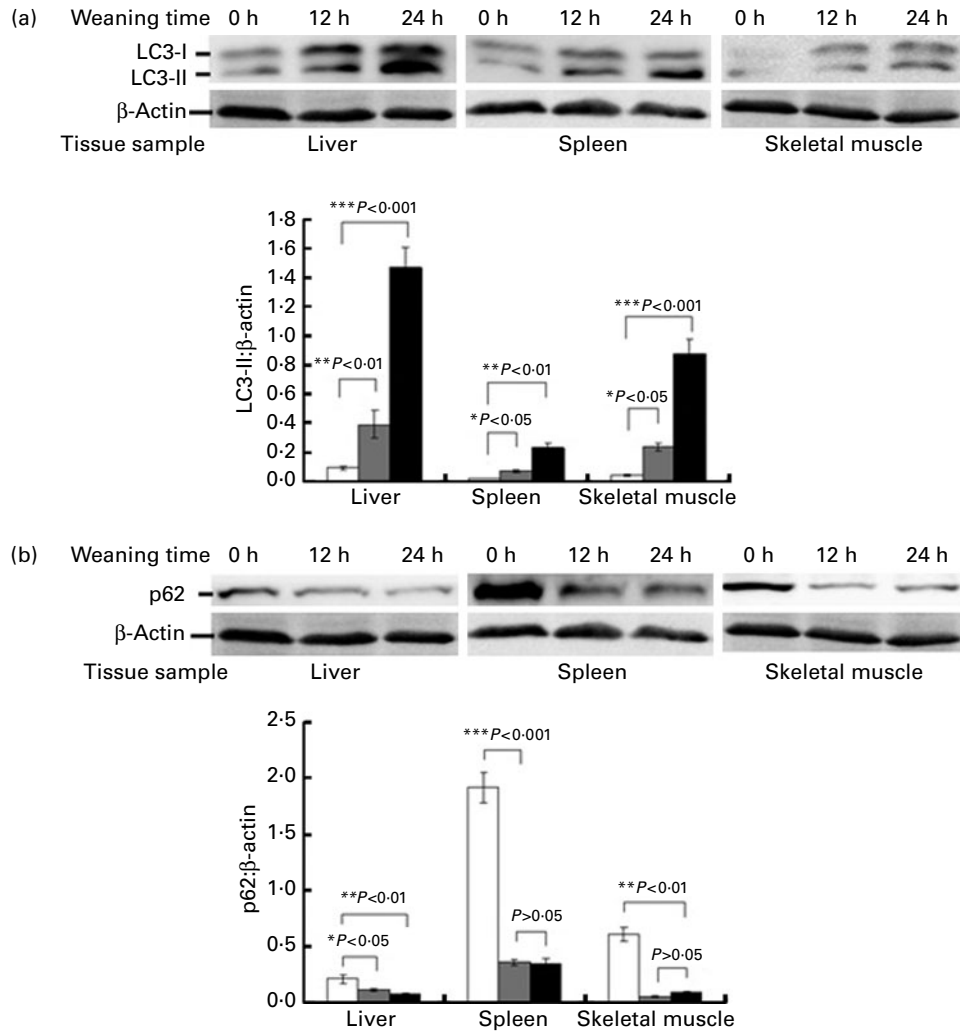 (a) Weaning time 0 h 12 h 24 h 0 h 12 h 24 h 0 h 12 h 24 h
LC3-I
LC3-II
β-Actin
Tissue sample Liver Spleen Skeletal muscle
LC3-II:β-actin
1·8
1·6
1·4
1·2
1·0
0·8
0·6
0·4
0·2
0·0
***P<0·001
**P<0·01
**P<0·01
*P<0·05
***P<0·001
*P<0·05
Liver Spleen Skeletal muscle
(b) Weaning time 0 h 12 h 24 h 0 h 12 h 24 h 0 h 12 h 24 h
p62
β-Actin
Tissue sample Liver Spleen Skeletal muscle
p62:β-actin
2·5
2·0
1·5
1·0
0·5
0·0
**P<0·01
*P<0·05
***P<0·001
P>0·05
**P<0·01
P>0·05
Liver Spleen Skeletal muscle